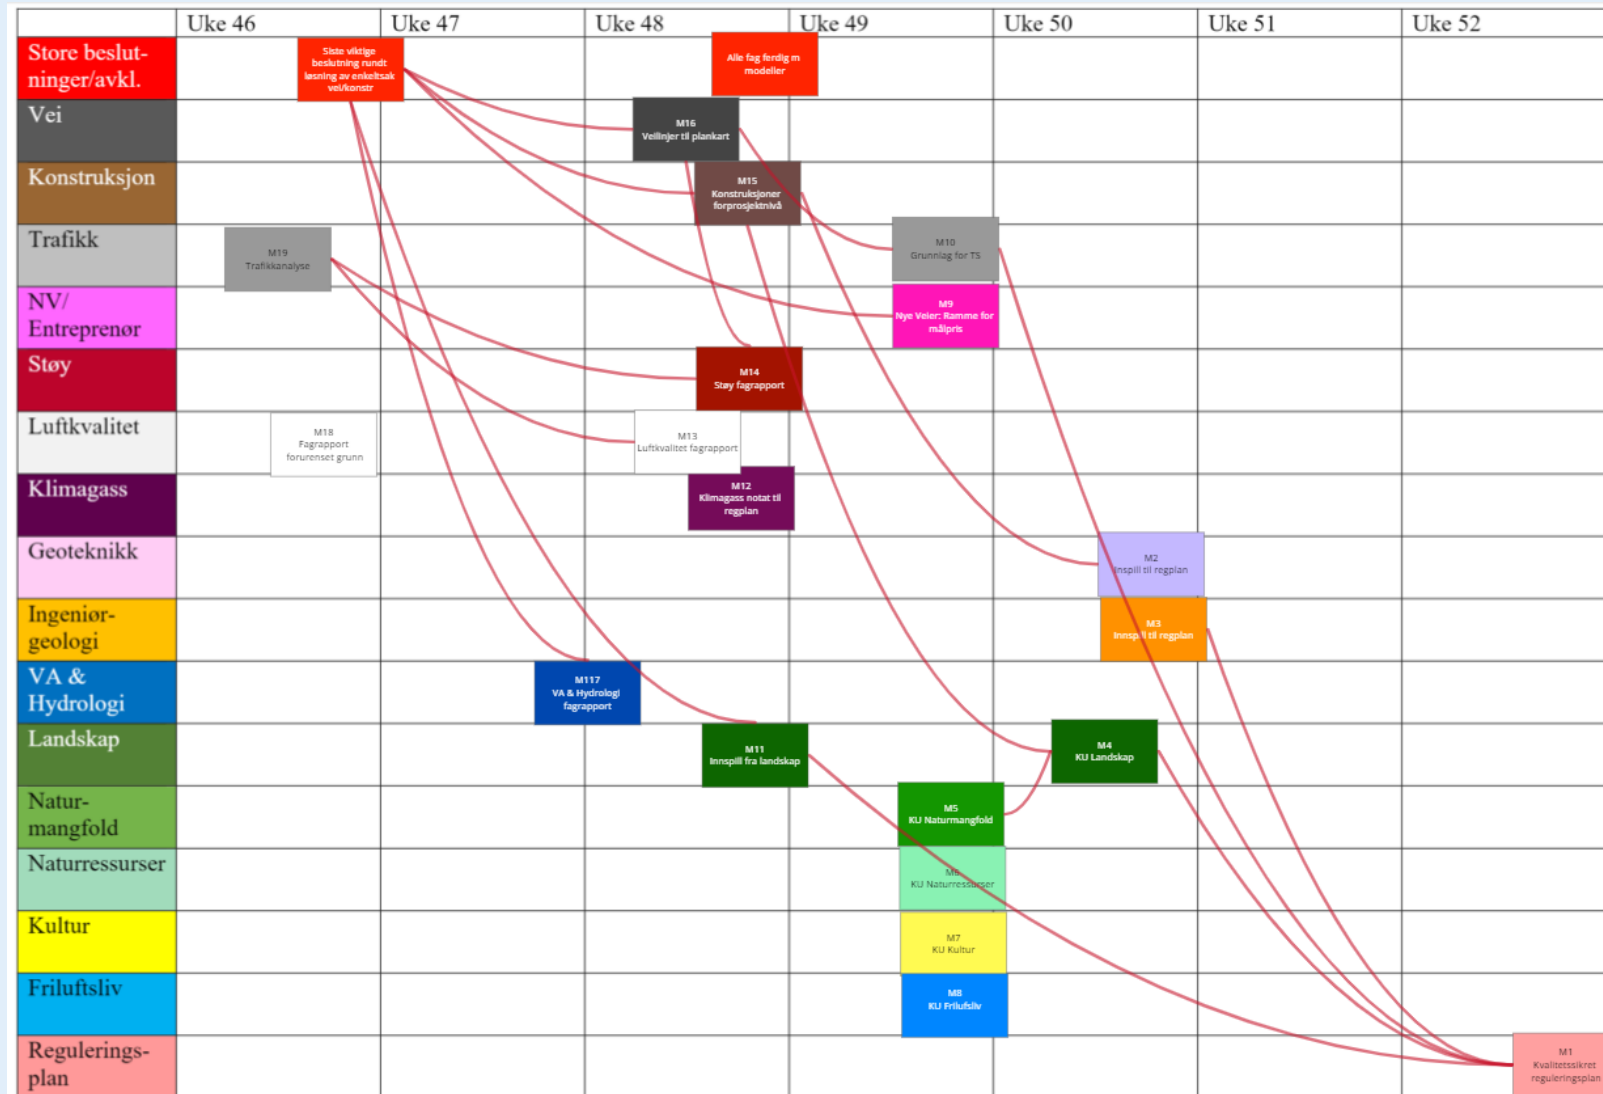 Uke 46
Uke 47
Uke 48
Uke 49
Uke 50
Uke 51
Uke 52
Store beslut-
ninger/avkl.
Siste viktige
beslutning rundt
løsning av enkeltsak
vei/konstr
Alle fag ferdig m
modeller
Vei
M16
Veilinjer til plankart
Konstruksjon
M15
Konstruksjoner
forprosjektnivå
Trafikk
M19
Trafikkanalyse
M10
Grunnlag for TS
NV/
Entreprenør
M9
Nye Veier: Ramme for
målpris
Støy
M14
Støy fagrapport
Luftkvalitet
M18
Fagrapport
forurenset grunn
M13
Luftkvalitet fagrapport
Klimagass
M12
Klimagass notat til
regplan
Geoteknikk
M2
Inspill til regplan
Ingeniør-
geologi
M3
Innspill til regplan
VA &
Hydrologi
M117
VA & Hydrologi
fagrapport
Landskap
M11
Innspill fra landskap
M4
KU Landskap
Natur-
mangfold
M5
KU Naturmangfold
Naturressurser
M6
KU Naturressurser
Kultur
M7
KU Kultur
Friluftsliv
M8
KU Frilufsliv
Regulerings-
plan
M1
Kvalitetssikret
reguleringsplan